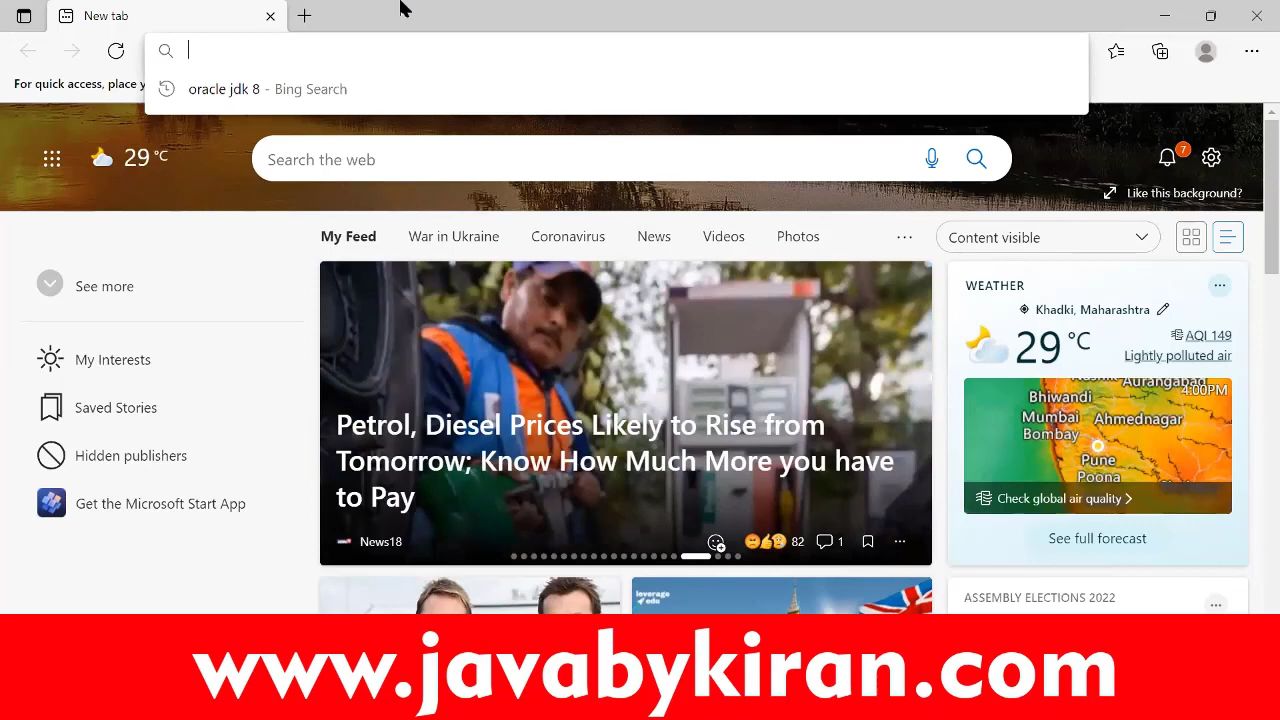 New tab
oracle jdk 8 - Bing Search
For quick access, place y
29 °C
Search the web
7
Like this background?
My Feed
War in Ukraine
Coronavirus
News
Videos
Photos
Content visible
See more
My Interests
Saved Stories
Hidden publishers
Get the Microsoft Start App
Petrol, Diesel Prices Likely to Rise from
Tomorrow; Know How Much More you have
to Pay
News18
82
1
WEATHER
Khadki, Maharashtra
29 °C
AQI 149
Lightly polluted air
Aurangabad
4:00PM
Bhiwandi
Mumbai
Bombay
Ahmednagar
Pune
Poona
Check global air quality
See full forecast
leverage
edu
ASSEMBLY ELECTIONS 2022
www.javabykiran.com